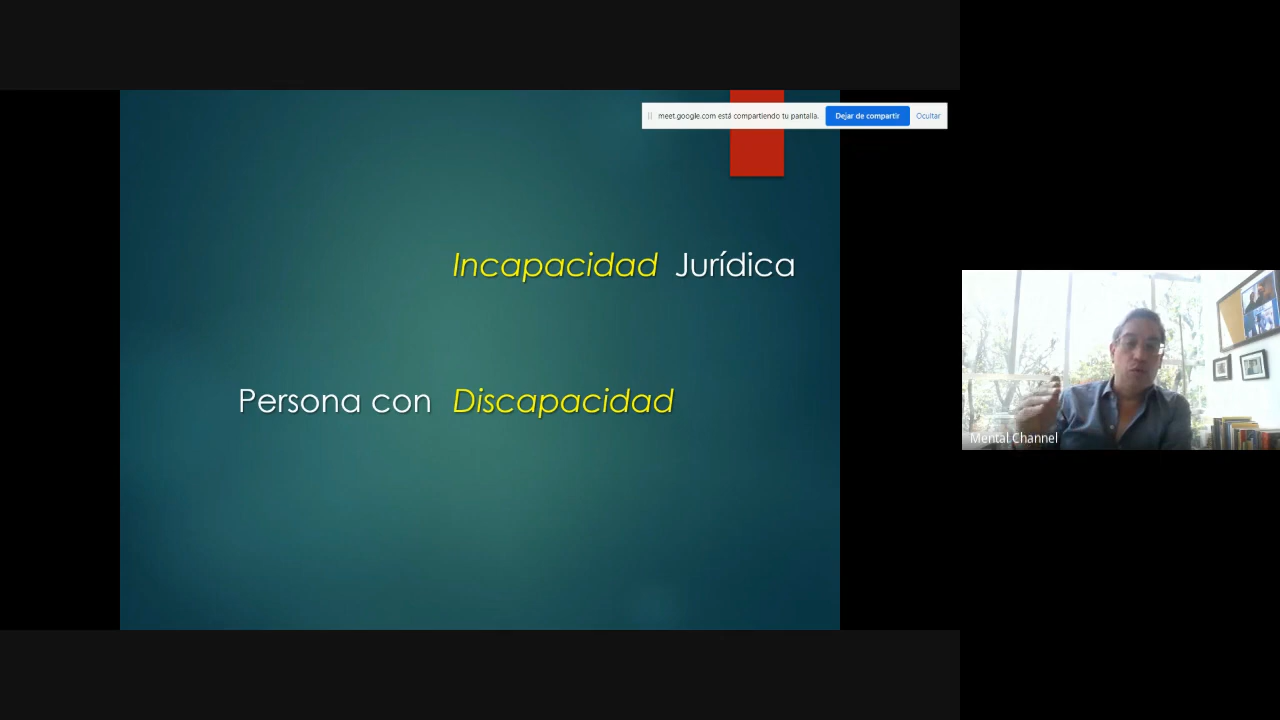 meet.google.com está compartiendo tu pantalla. Dejar de compartir Ocultar
Incapacidad Jurídica
Persona con Discapacidad
Mental Channel